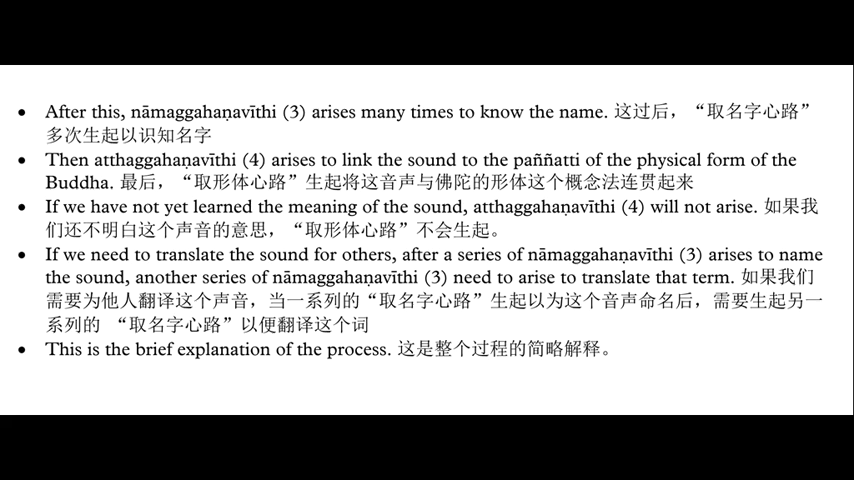 • After this, nāmaggahaṇavīthi (3) arises many times to know the name. 这过后，“取名字心路”
多次生起以识知名字
• Then atthaggahaṇavīthi (4) arises to link the sound to the paññatti of the physical form of the
Buddha. 最后，“取形体心路”生起将这音声与佛陀的形体这个概念法连贯起来
• If we have not yet learned the meaning of the sound, atthaggahaṇavīthi (4) will not arise. 如果我
们还不明白这个声音的意思，“取形体心路”不会生起。
• If we need to translate the sound for others, after a series of nāmaggahaṇavīthi (3) arises to name
the sound, another series of nāmaggahaṇavīthi (3) need to arise to translate that term. 如果我们
需要为他人翻译这个声音，当一系列的“取名字心路”生起以为这个音声命名后，需要生起另一
系列的 “取名字心路”以便翻译这个词
• This is the brief explanation of the process. 这是整个过程的简略解释。